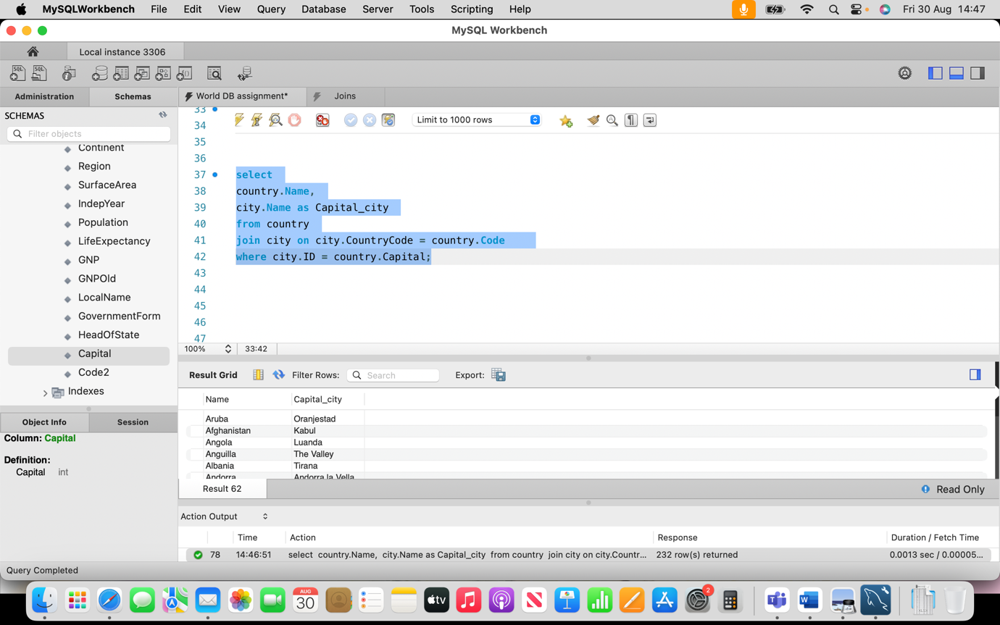 MySQLWorkbench File Edit View Query Database Server Tools Scripting Help Fri 30 Aug 14:47
MySQL Workbench
Local instance 3306
Administration Schemas World DB assignment* Joins
SCHEMAS
Filter objects
Continent
Region
SurfaceArea
IndepYear
Population
LifeExpectancy
GNP
GNPOld
LocalName
GovernmentForm
HeadOfState
Capital
Code2
Indexes
Object Info Session
Column: Capital
Definition:
Capital int
Limit to 1000 rows
33
34
35
36
37 select
38 country.Name,
39 city.Name as Capital_city
40 from country
41 join city on city.CountryCode = country.Code
42 where city.ID = country.Capital;
43
44
45
46
47
100% 33:42
Result Grid Filter Rows: Search Export:
Name Capital_city
Aruba Oranjestad
Afghanistan Kabul
Angola Luanda
Anguilla The Valley
Albania Tirana
Andorra Andorra la Vella
Result 62 Read Only
Action Output
Time Action Response Duration / Fetch Time
78 14:46:51 select country.Name, city.Name as Capital_city from country join city on city.Countr... 232 row(s) returned 0.0013 sec / 0.00005...
Query Completed
AUG
30
tv
2